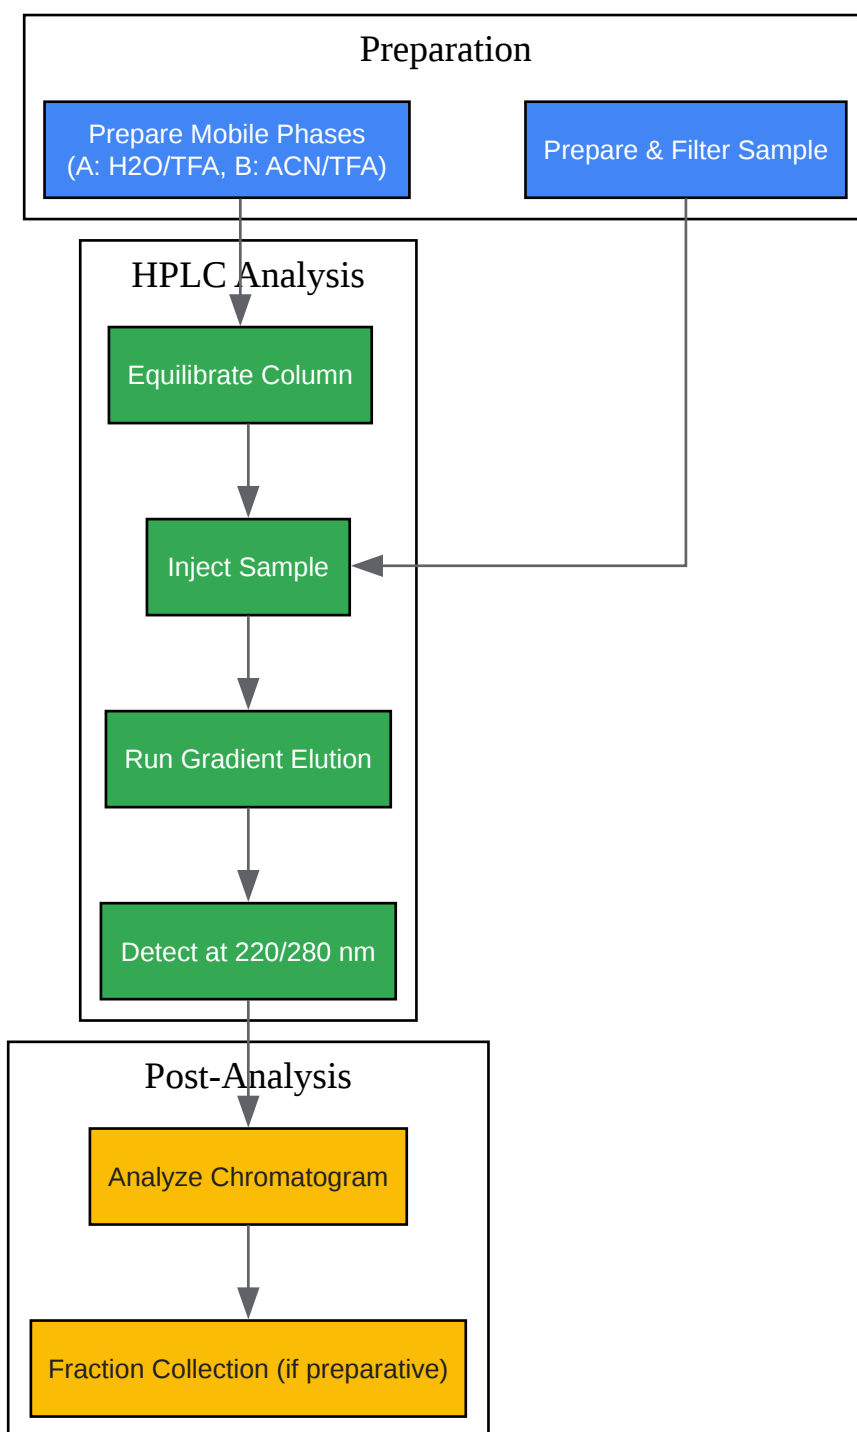 Preparation
Prepare Mobile Phases
(A: H2O/TFA, B: ACN/TFA)
Prepare & Filter Sample
HPLC Analysis
Equilibrate Column
Inject Sample
Run Gradient Elution
Detect at 220/280 nm
Post-Analysis
Analyze Chromatogram
Fraction Collection (if preparative)